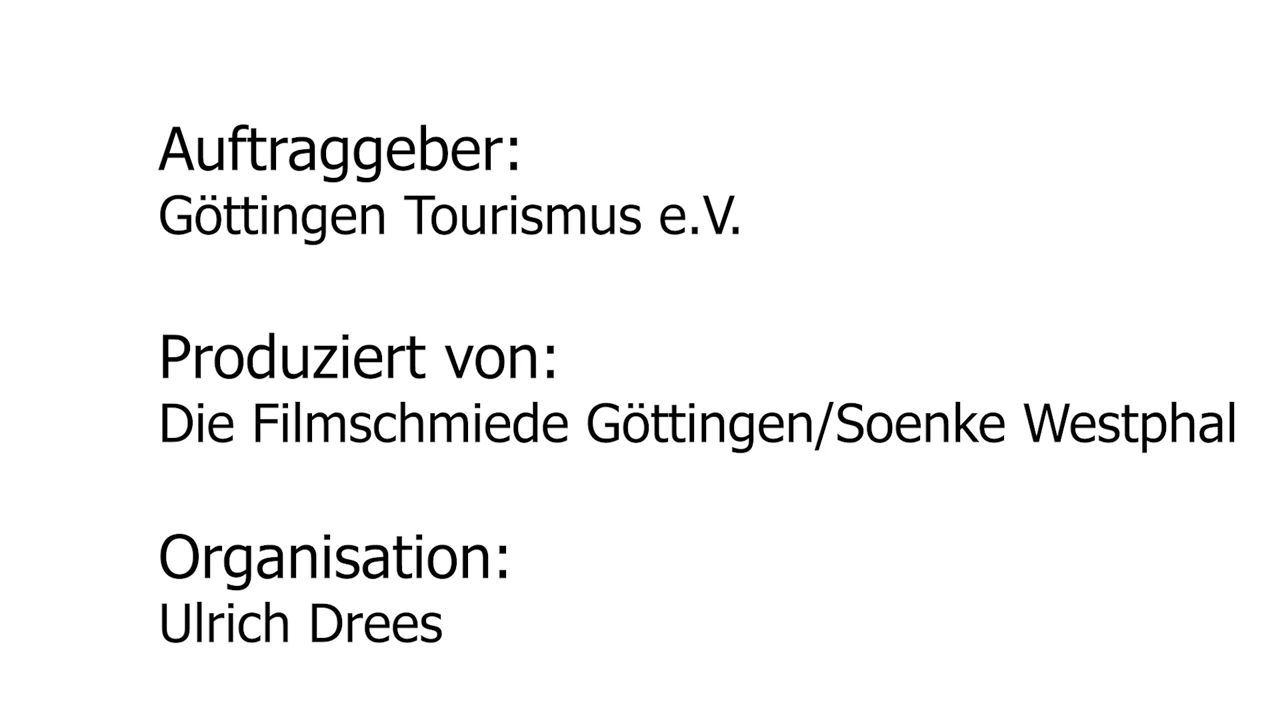 Auftraggeber:
Göttingen Tourismus e.V.
Produziert von:
Die Filmschmiede Göttingen/Soenke Westphal
Organisation:
Ulrich Drees